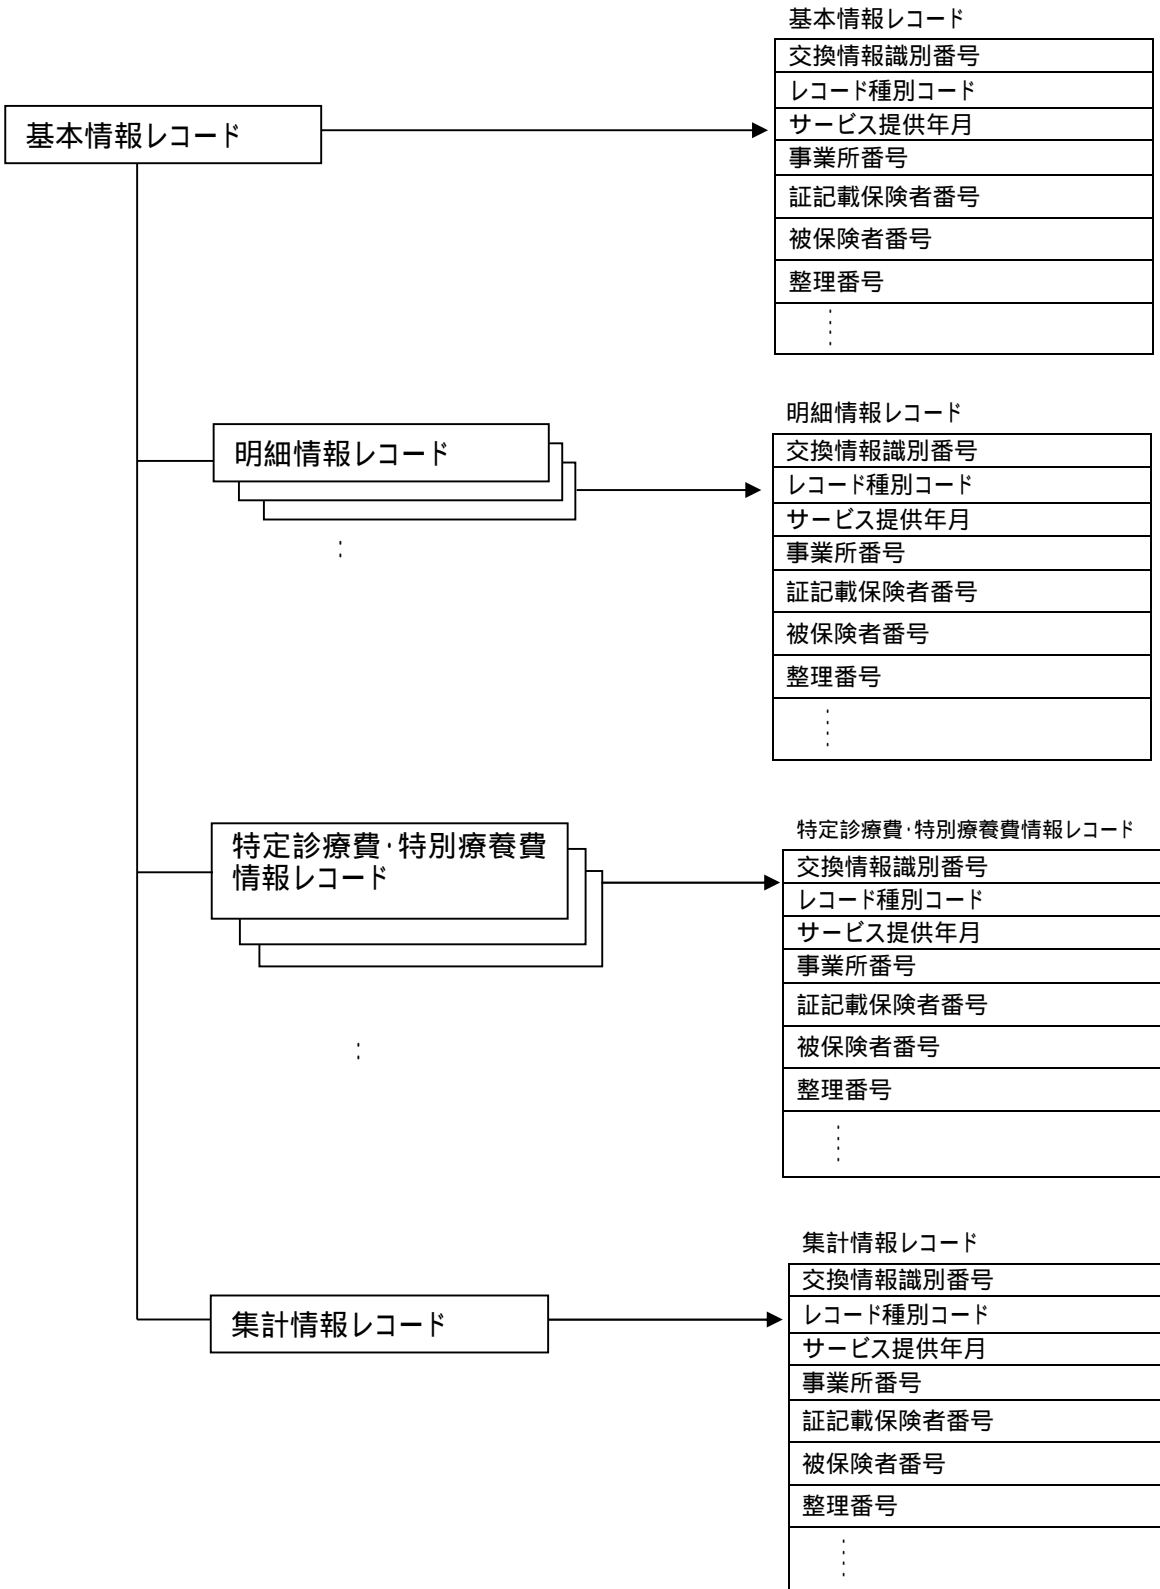 基本情報レコード
基本情報レコード
交換情報識別番号
レコード種別コード
サービス提供年月
事業所番号
証記載保険者番号
被保険者番号
整理番号
明細情報レコード
明細情報レコード
交換情報識別番号
レコード種別コード
サービス提供年月
事業所番号
証記載保険者番号
被保険者番号
整理番号
特定診療費・特別療養費
情報レコード
特定診療費・特別療養費情報レコード
交換情報識別番号
レコード種別コード
サービス提供年月
事業所番号
証記載保険者番号
被保険者番号
整理番号
集計情報レコード
集計情報レコード
交換情報識別番号
レコード種別コード
サービス提供年月
事業所番号
証記載保険者番号
被保険者番号
整理番号